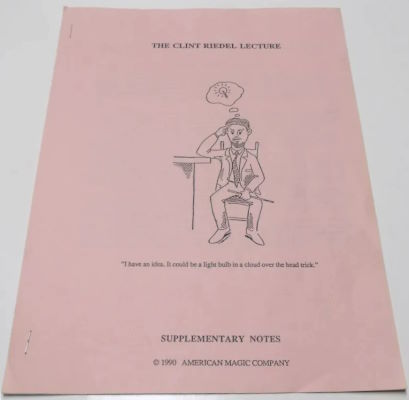 THE CLINT RIEDEL LECTURE
"I have an idea. It could be a light bulb in a cloud over the head trick."
SUPPLEMENTARY NOTES
© 1990 AMERICAN MAGIC COMPANY